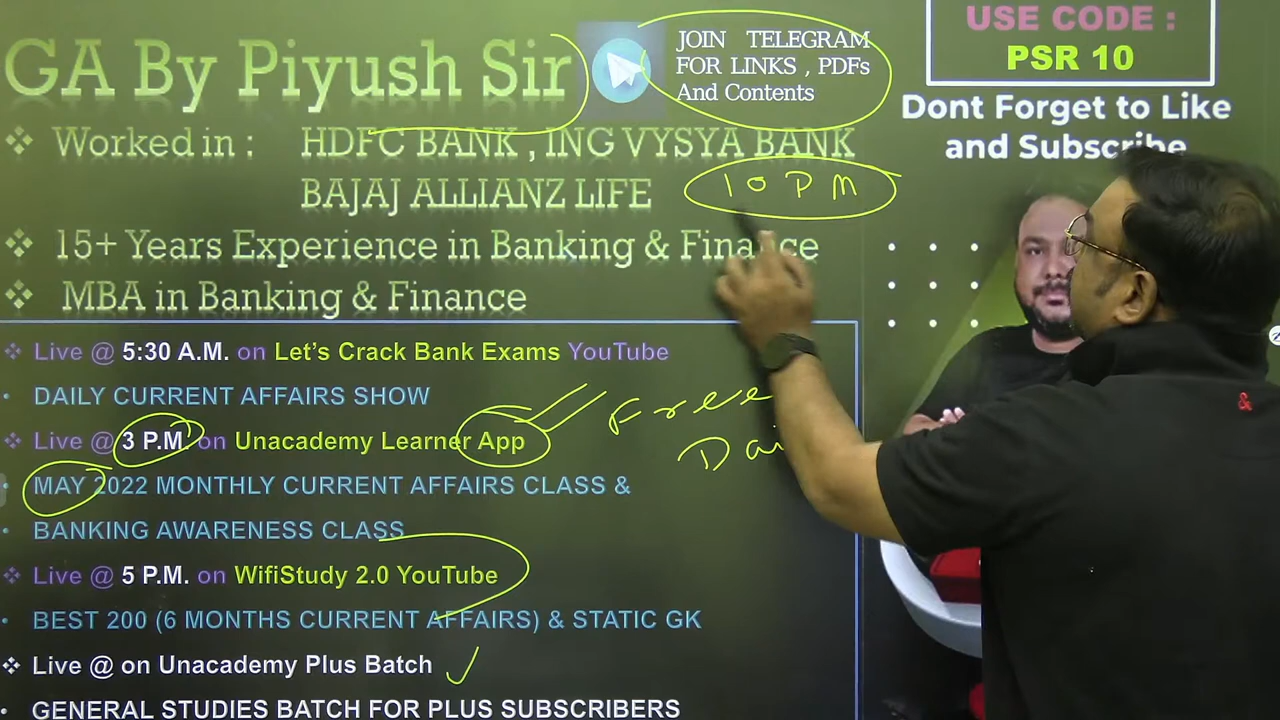 GA By Piyush Sir
JOIN TELEGRAM
FOR LINKS , PDFs
And Contents
USE CODE :
PSR 10
Dont Forget to Like
and Subscribe
❖ Worked in : HDFC BANK , ING VYSYA BANK
BAJAJ ALLIANZ LIFE
10 PM
❖ 15+ Years Experience in Banking & Finance
❖ MBA in Banking & Finance
❖ Live @ 5:30 A.M. on Let's Crack Bank Exams YouTube
• DAILY CURRENT AFFAIRS SHOW
❖ Live @ 3 P.M. on Unacademy Learner App
Free
• MAY 2022 MONTHLY CURRENT AFFAIRS CLASS &
• BANKING AWARENESS CLASS
❖ Live @ 5 P.M. on WifiStudy 2.0 YouTube
• BEST 200 (6 MONTHS CURRENT AFFAIRS) & STATIC GK
❖ Live @ on Unacademy Plus Batch
• GENERAL STUDIES BATCH FOR PLUS SUBSCRIBERS